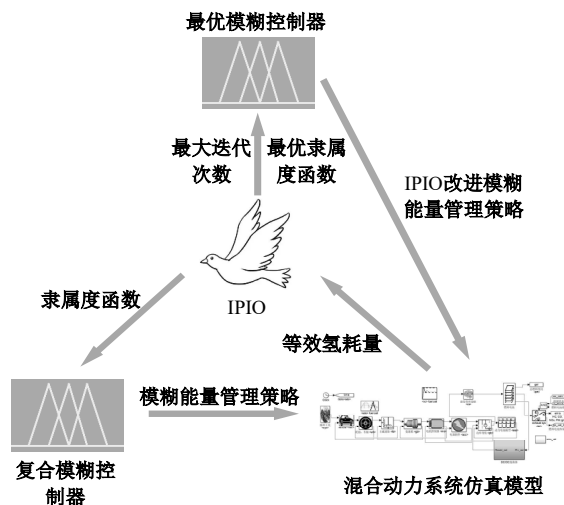 最优模糊控制器
最大迭代
次数
最优隶属
度函数
IPIO改进模糊
能量管理策略
IPIO
隶属度函数
等效氢耗量
模糊能量管理策略
复合模糊控
制器
混合动力系统仿真模型